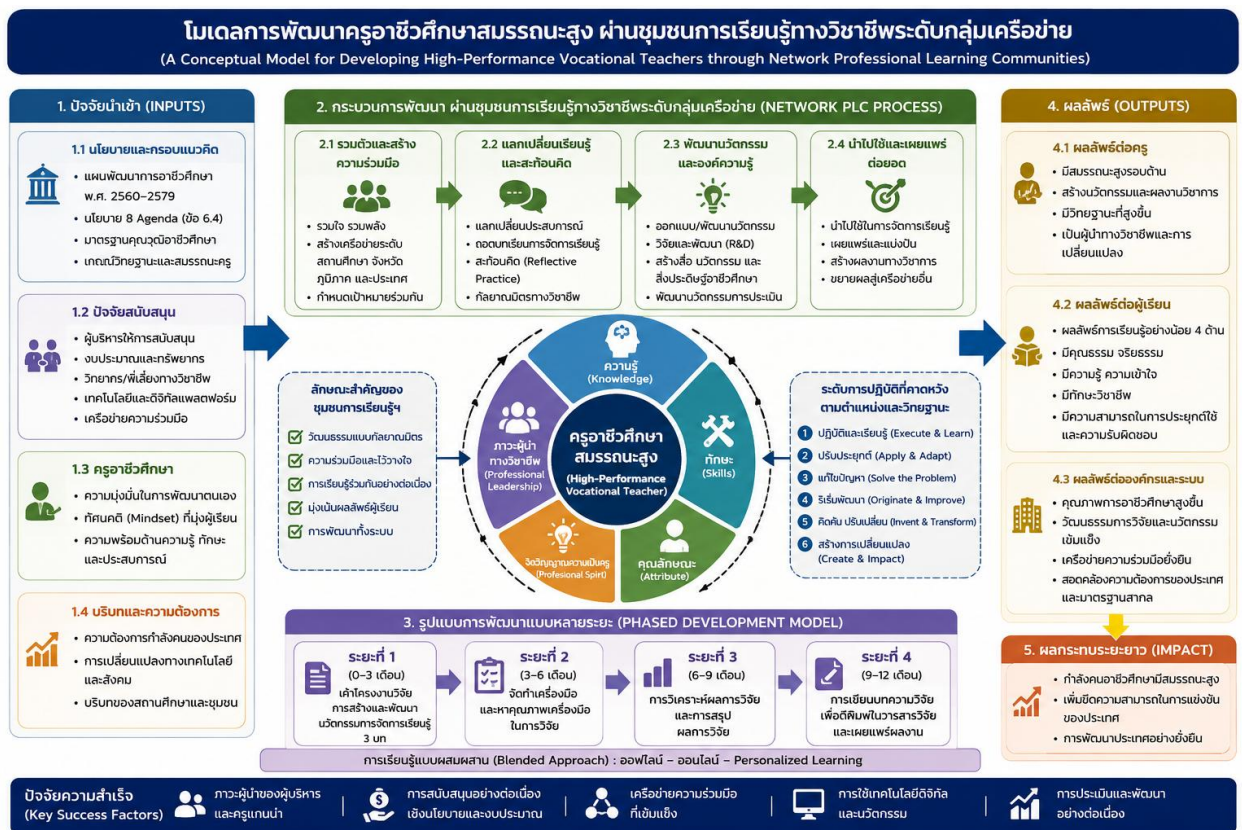 โมเดลการพัฒนาครูอาชีวศึกษาสมรรถนะสูง ผ่านชุมชนการเรียนรู้ทางวิชาชีพระดับกลุ่มเครือข่าย
(A Conceptual Model for Developing High-Performance Vocational Teachers through Network Professional Learning Communities)
1. ปัจจัยนำเข้า (INPUTS)
1.1 นโยบายและกรอบแนวคิด
• แผนพัฒนาการอาชีวศึกษา
พ.ศ. 2560–2579
• นโยบาย 8 Agenda (ข้อ 6.4)
• มาตรฐานคุณวุฒิอาชีวศึกษา
• เกณฑ์วิทยฐานะและสมรรถนะครู
1.2 ปัจจัยสนับสนุน
• ผู้บริหารให้การสนับสนุน
• งบประมาณและทรัพยากร
• วิทยากร/พี่เลี้ยงทางวิชาชีพ
• เทคโนโลยีและดิจิทัลแพลตฟอร์ม
• เครือข่ายความร่วมมือ
1.3 ครูอาชีวศึกษา
• ความมุ่งมั่นในการพัฒนาตนเอง
• ทัศนคติ (Mindset) ที่มุ่งผู้เรียน
• ความพร้อมด้านความรู้ ทักษะ
และประสบการณ์
1.4 บริบทและความต้องการ
• ความต้องการกำลังคนของประเทศ
• การเปลี่ยนแปลงทางเทคโนโลยี
และสังคม
• บริบทของสถานศึกษาและชุมชน
2. กระบวนการพัฒนา ผ่านชุมชนการเรียนรู้ทางวิชาชีพระดับกลุ่มเครือข่าย (NETWORK PLC PROCESS)
2.1 รวมตัวและสร้าง
ความร่วมมือ
• รวมใจ รวมพลัง
• สร้างเครือข่ายระดับ
สถานศึกษา จังหวัด
ภูมิภาค และประเทศ
• กำหนดเป้าหมายร่วมกัน
2.2 แลกเปลี่ยนเรียนรู้
และสะท้อนคิด
• แลกเปลี่ยนประสบการณ์
• ถอดบทเรียนการจัดการเรียนรู้
• สะท้อนคิด (Reflective
Practice)
• กัลยาณมิตรทางวิชาชีพ
2.3 พัฒนานวัตกรรม
และองค์ความรู้
• ออกแบบ/พัฒนานวัตกรรม
• วิจัยและพัฒนา (R&D)
• สร้างสื่อ นวัตกรรม และ
สิ่งประดิษฐ์อาชีวศึกษา
• พัฒนานวัตกรรมการประเมิน
2.4 นำไปใช้และเผยแพร่
ต่อยอด
• นำไปใช้ในการจัดการเรียนรู้
• เผยแพร่และแบ่งปัน
• สร้างผลงานทางวิชาการ
• ขยายผลสู่เครือข่ายอื่น
ลักษณะสำคัญของ
ชุมชนการเรียนรู้ฯ
วัฒนธรรมแบบกัลยาณมิตร
ความร่วมมือและไว้วางใจ
การเรียนรู้ร่วมกันอย่างต่อเนื่อง
มุ่งเน้นผลลัพธ์ผู้เรียน
การพัฒนาทั้งระบบ
ความรู้
(Knowledge)
ทักษะ
(Skills)
คุณลักษณะ
(Attribute)
จิตวิญญาณความเป็นครู
(Profesional Spirt)
ภาวะผู้นำ
ทางวิชาชีพ
(Professional
Leadership)
ครูอาชีวศึกษา
สมรรถนะสูง
(High-Performance
Vocational Teacher)
ระดับการปฏิบัติที่คาดหวัง
ตามตำแหน่งและวิทยฐานะ
1 ปฏิบัติและเรียนรู้ (Execute & Learn)
2 ปรับประยุกต์ (Apply & Adapt)
3 แก้ไขปัญหา (Solve the Problem)
4 ริเริ่มพัฒนา (Originate & Improve)
5 คิดค้น ปรับเปลี่ยน (Invent & Transform)
6 สร้างการเปลี่ยนแปลง
(Create & Impact)
3. รูปแบบการพัฒนาแบบหลายระยะ (PHASED DEVELOPMENT MODEL)
ระยะที่ 1
(0–3 เดือน)
เค้าโครงงานวิจัย
การสร้างและพัฒนา
นวัตกรรมการจัดการเรียนรู้
3 บท
ระยะที่ 2
(3–6 เดือน)
จัดทำเครื่องมือ
และหาคุณภาพเครื่องมือ
ในการวิจัย
ระยะที่ 3
(6–9 เดือน)
การวิเคราะห์ผลการวิจัย
และการสรุป
ผลการวิจัย
ระยะที่ 4
(9–12 เดือน)
การเขียนบทความวิจัย
เพื่อตีพิมพ์ในวารสารวิจัย
และเผยแพร่ผลงาน
การเรียนรู้แบบผสมผสาน (Blended Approach) : ออฟไลน์ – ออนไลน์ – Personalized Learning
4. ผลลัพธ์ (OUTPUTS)
4.1 ผลลัพธ์ต่อครู
• มีสมรรถนะสูงรอบด้าน
• สร้างนวัตกรรมและผลงานวิชาการ
• มีวิทยฐานะที่สูงขึ้น
• เป็นผู้นำทางวิชาชีพและการ
เปลี่ยนแปลง
4.2 ผลลัพธ์ต่อผู้เรียน
• ผลลัพธ์การเรียนรู้อย่างน้อย 4 ด้าน
• มีคุณธรรม จริยธรรม
• มีความรู้ ความเข้าใจ
• มีทักษะวิชาชีพ
• มีความสามารถในการประยุกต์ใช้
และความรับผิดชอบ
4.3 ผลลัพธ์ต่อองค์กรและระบบ
• คุณภาพการอาชีวศึกษาสูงขึ้น
• วัฒนธรรมการวิจัยและนวัตกรรม
เข้มแข็ง
• เครือข่ายความร่วมมือยั่งยืน
• สอดคล้องความต้องการของประเทศ
และมาตรฐานสากล
5. ผลกระทบระยะยาว (IMPACT)
• กำลังคนอาชีวศึกษามีสมรรถนะสูง
• เพิ่มขีดความสามารถในการแข่งขัน
ของประเทศ
• การพัฒนาประเทศอย่างยั่งยืน
ปัจจัยความสำเร็จ
(Key Success Factors)
ภาวะผู้นำของผู้บริหาร
และครูแกนนำ
การสนับสนุนอย่างต่อเนื่อง
เชิงนโยบายและงบประมาณ
เครือข่ายความร่วมมือ
ที่เข้มแข็ง
การใช้เทคโนโลยีดิจิทัล
และนวัตกรรม
การประเมินและพัฒนา
อย่างต่อเนื่อง